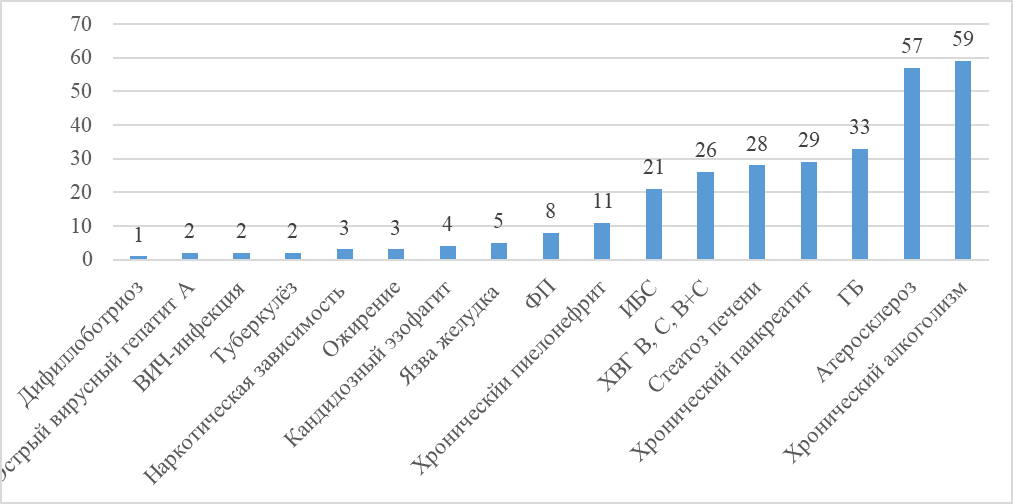 70
60
50
40
30
20
10
0
1
2
2
2
3
3
4
5
8
11
21
26
28
29
33
57
59
Дифиллоботриоз
Острый вирусный гепатит А
ВИЧ-инфекция
Туберкулёз
Наркотическая зависимость
Ожирение
Кандидозный эзофагит
Язва желудка
ФП
Хроническйи пиелонефрит
ИБС
ХВГ В, С, В+С
Стеатоз печени
Хронический панкреатит
ГБ
Атеросклероз
Хронический алкоголизм